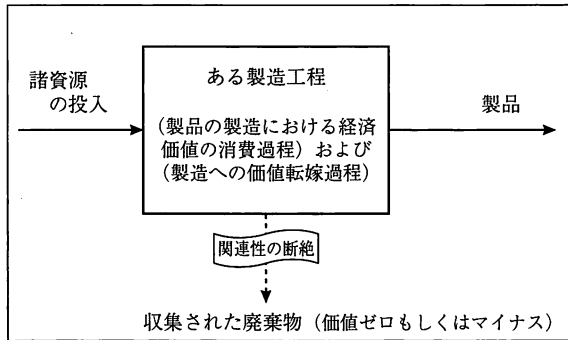 諸資源
の投入
ある製造工程
(製品の製造における経済
価値の消費過程)および
(製造への価値転嫁過程)
製品
関連性の断絶
収集された廃棄物(価値ゼロもしくはマイナス)